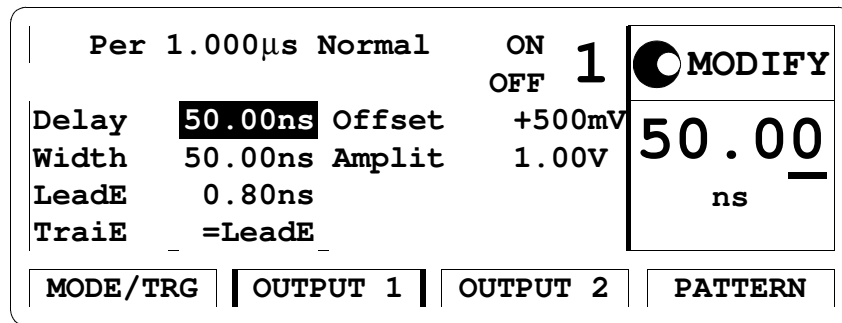 Per 1.000µs Normal ON 1 MODIFY
OFF
Delay 50.00ns Offset +500mV 50.00
Width 50.00ns Amplit 1.00V
LeadE 0.80ns ns
TraiE =LeadE
MODE/TRG OUTPUT 1 OUTPUT 2 PATTERN